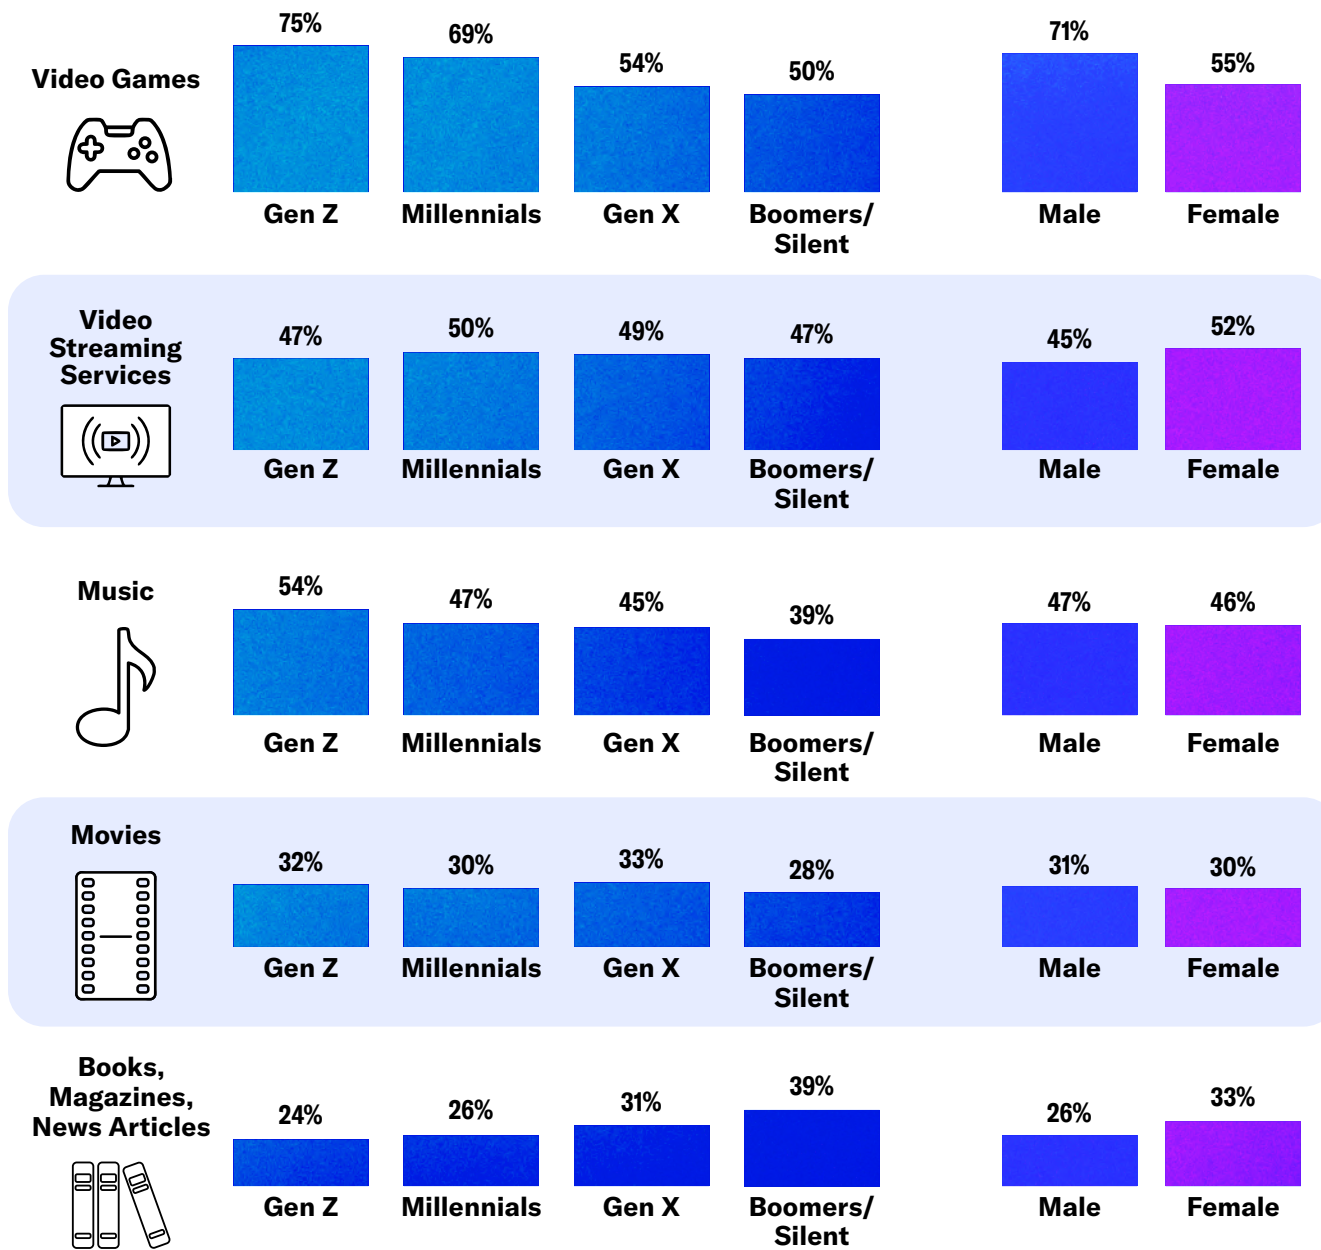 Video Games
75%
69%
54%
50%
71%
55%
Gen Z
Millennials
Gen X
Boomers/
Silent
Male
Female
Video
Streaming
Services
47%
50%
49%
47%
45%
52%
Gen Z
Millennials
Gen X
Boomers/
Silent
Male
Female
Music
54%
47%
45%
39%
47%
46%
Gen Z
Millennials
Gen X
Boomers/
Silent
Male
Female
Movies
32%
30%
33%
28%
31%
30%
Gen Z
Millennials
Gen X
Boomers/
Silent
Male
Female
Books,
Magazines,
News Articles
24%
26%
31%
39%
26%
33%
Gen Z
Millennials
Gen X
Boomers/
Silent
Male
Female